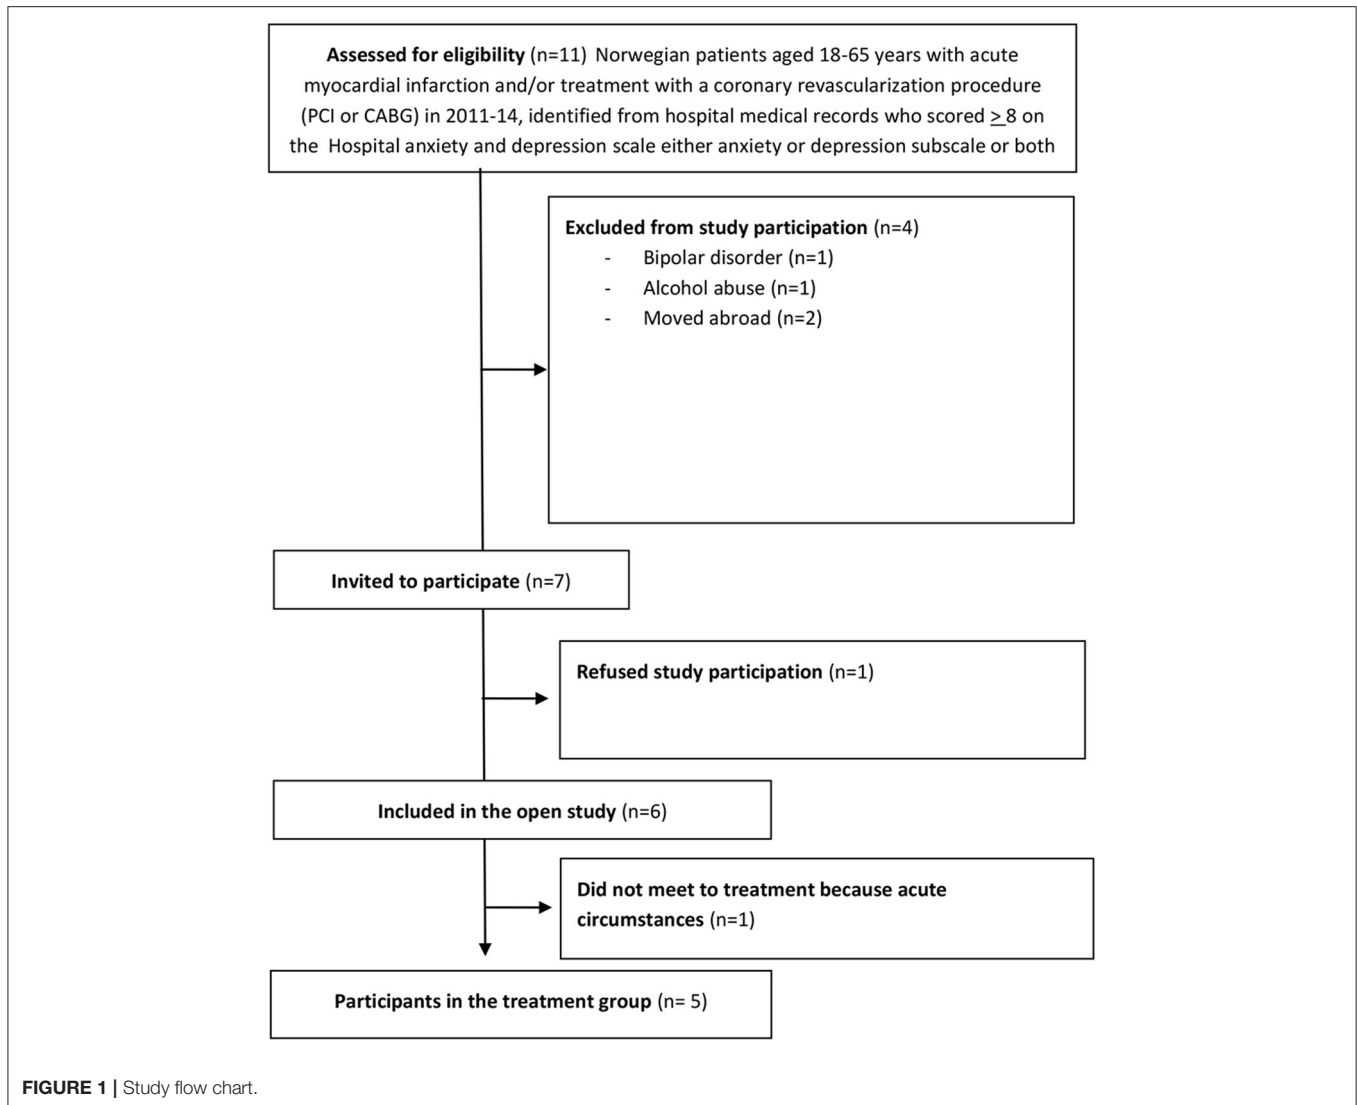 Assessed for eligibility (n=11) Norwegian patients aged 18-65 years with acute
myocardial infarction and/or treatment with a coronary revascularization procedure
(PCI or CABG) in 2011-14, identified from hospital medical records who scored ≥8 on
the Hospital anxiety and depression scale either anxiety or depression subscale or both
Excluded from study participation (n=4)
- Bipolar disorder (n=1)
- Alcohol abuse (n=1)
- Moved abroad (n=2)
Invited to participate (n=7)
Refused study participation (n=1)
Included in the open study (n=6)
Did not meet to treatment because acute
circumstances (n=1)
Participants in the treatment group (n= 5)
FIGURE 1 | Study flow chart.